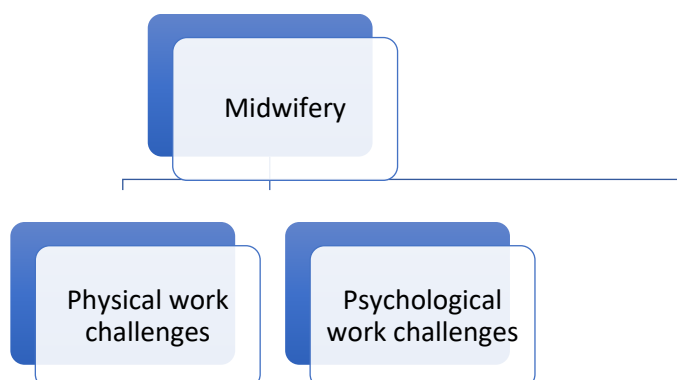 Midwifery
Physical work
challenges
Psychological
work challenges